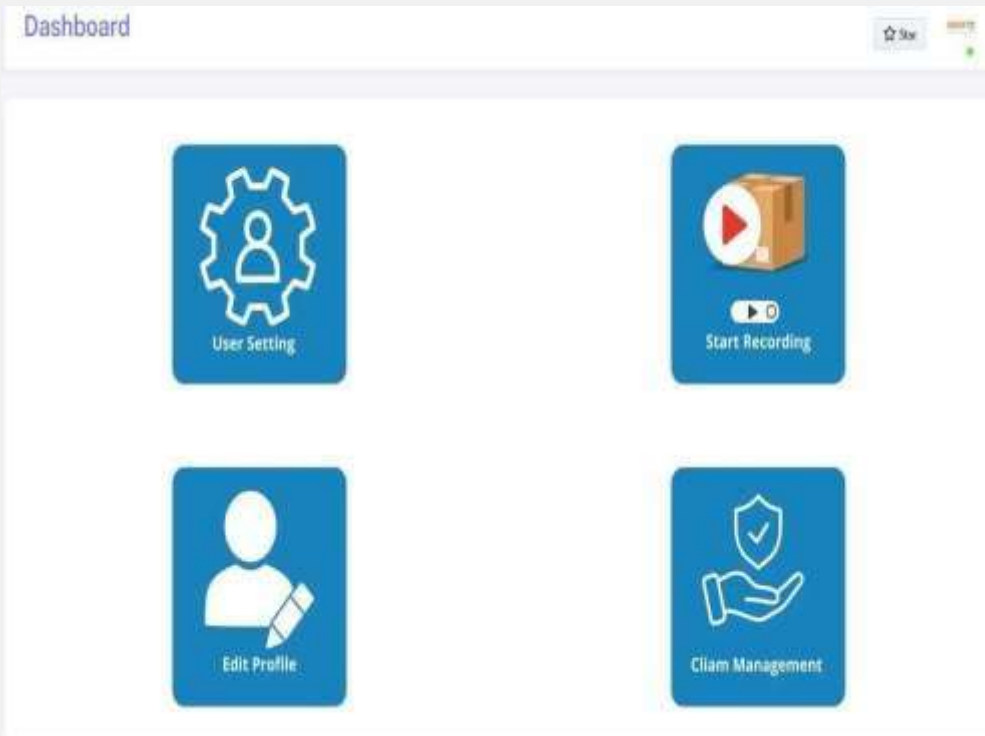 Dashboard
Star
User Setting
Start Recording
Edit Profile
Cliam Management